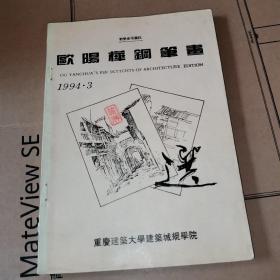 歐陽樺鋼筆畫
OU YANGHUA'S PEN SKETCHTS OF ARCHITECTURE EDITION
1994·3
選
重慶建築大學建築城規學院
MateView SE